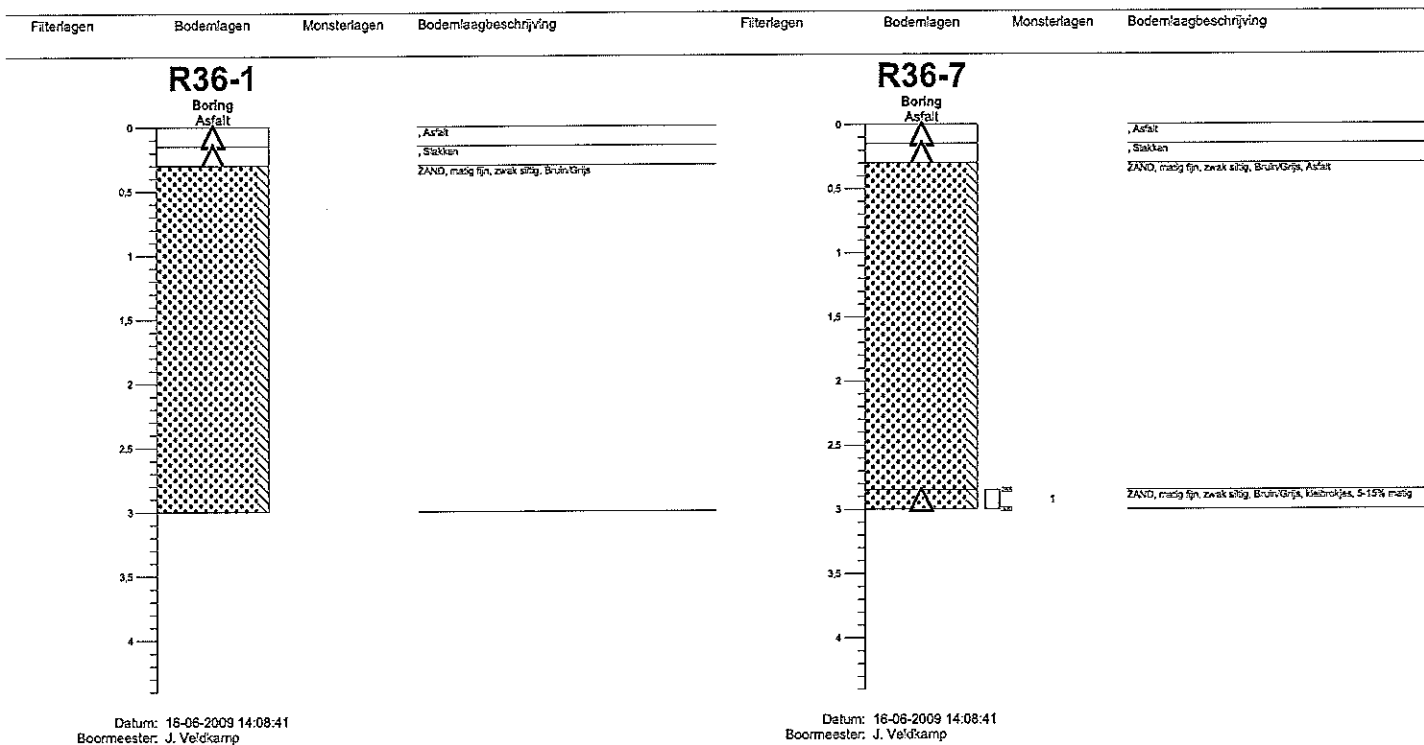 Filterlagen Bodemlagen Monsterlagen Bodemlaagbeschrijving Filterlagen Bodemlagen Monsterlagen Bodemlaagbeschrijving
R36-1
Boring
Asfalt
0
0,5
1
1,5
2
2,5
3
3,5
4
, Asfalt
, Slakken
ZAND, matig fijn, zwak siltig, Bruin/Grijs
Datum: 16-06-2009 14:08:41
Boormeester: J. Veldkamp
R36-7
Boring
Asfalt
0
0,5
1
1,5
2
2,5
3
3,5
4
, Asfalt
, Slakken
ZAND, matig fijn, zwak siltig, Bruin/Grijs, Asfalt
1
ZAND, matig fijn, zwak siltig, Bruin/Grijs, kleibrokjes, 5-15% matig
Datum: 16-06-2009 14:08:41
Boormeester: J. Veldkamp